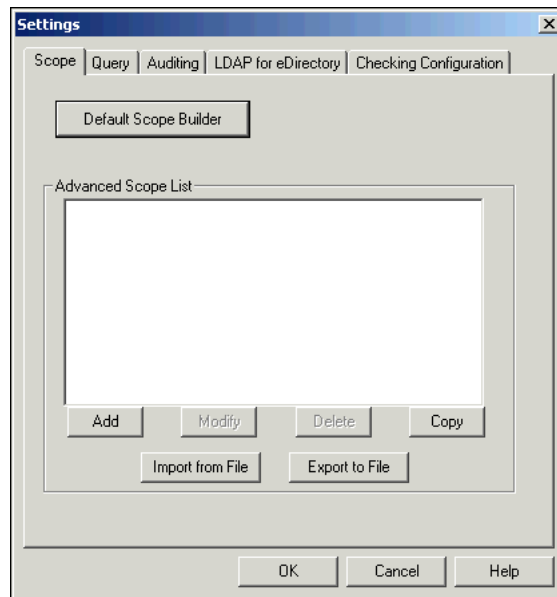 Settings
Scope Query Auditing LDAP for eDirectory Checking Configuration
Default Scope Builder
Advanced Scope List
Add Modify Delete Copy
Import from File Export to File
OK Cancel Help